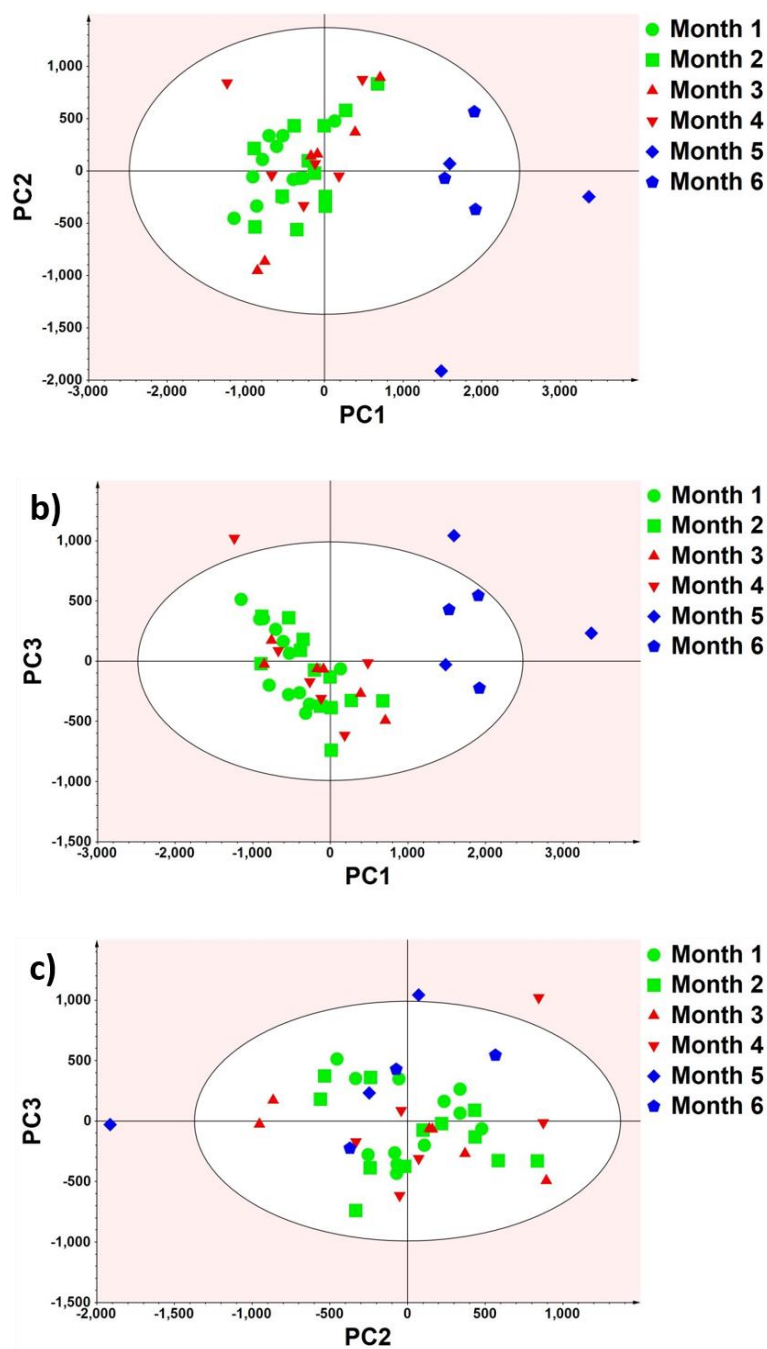 1,000
500
0
-500
-1,000
-1,500
-2,000
PC2
-3,000 -2,000 -1,000 0 1,000 2,000 3,000
PC1
Month 1
Month 2
Month 3
Month 4
Month 5
Month 6
b)
1,000
500
0
-500
-1,000
-1,500
PC3
-3,000 -2,000 -1,000 0 1,000 2,000 3,000
PC1
Month 1
Month 2
Month 3
Month 4
Month 5
Month 6
c)
1,000
500
0
-500
-1,000
-1,500
PC3
-2,000 -1,500 -1,000 -500 0 500 1,000
PC2
Month 1
Month 2
Month 3
Month 4
Month 5
Month 6